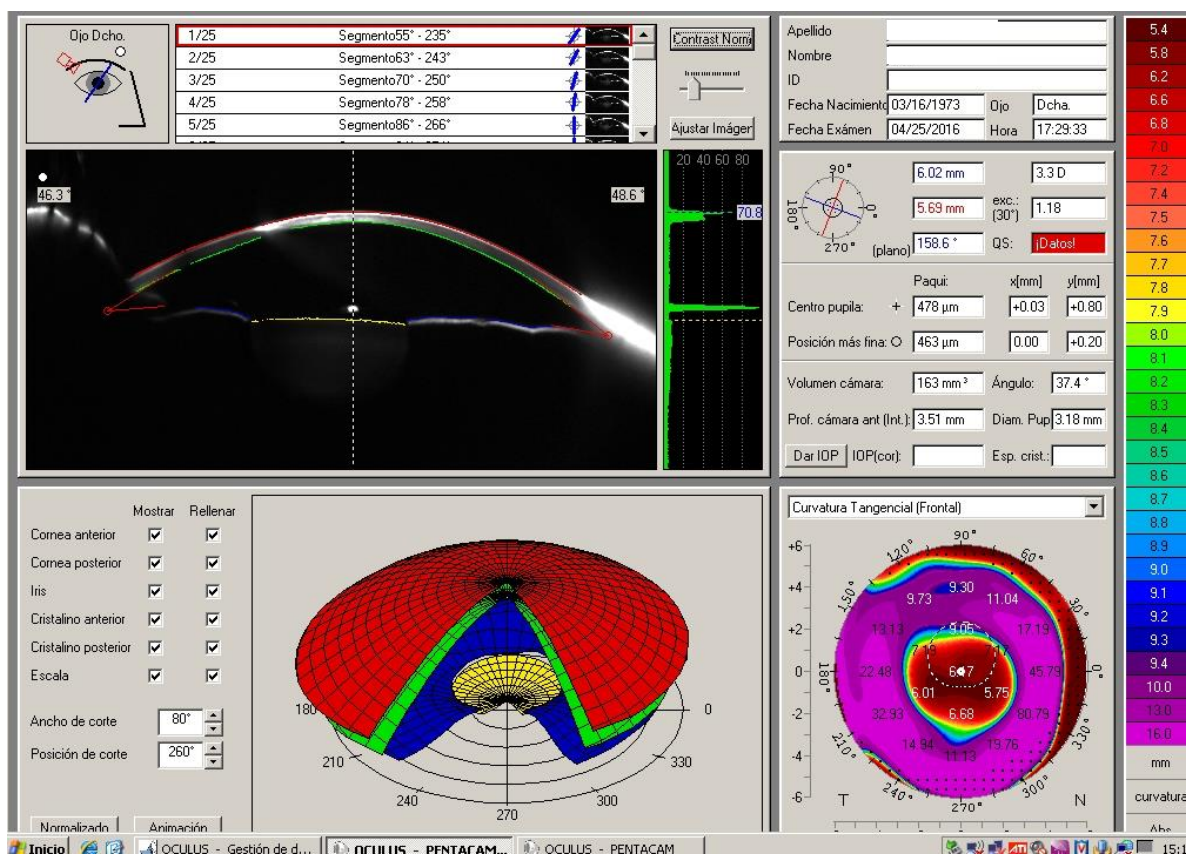 Ojo Dcho.
1/25 Segmento55° - 235°
2/25 Segmento63° - 243°
3/25 Segmento70° - 250°
4/25 Segmento78° - 258°
5/25 Segmento86° - 266°
Contrast Norm
Ajustar Imáger
46.3 °
48.6 °
20 40 60 80
70.8
Apellido
Nombre
ID
Fecha Nacimiento 03/16/1973 Ojo Dcha.
Fecha Exámen 04/25/2016 Hora 17:29:33
90°
180°
0°
270°
6.02 mm 3.3 D
5.69 mm exc.: (30°) 1.18
(plano) 158.6 ° QS: ¡Datos!
Paqui: x[mm] y[mm]
Centro pupila: + 478 µm +0.03 +0.80
Posición más fina: O 463 µm 0.00 +0.20
Volumen cámara: 163 mm³ Ángulo: 37.4 °
Prof. cámara ant (Int.): 3.51 mm Diam. Pup 3.18 mm
Dar IOP IOP(cor): Esp. crist.:
Mostrar Rellenar
Cornea anterior
Cornea posterior
Iris
Cristalino anterior
Cristalino posterior
Escala
Ancho de corte 80°
Posición de corte 260°
Normalizado Animación
180
0
210
330
240
300
270
Curvatura Tangencial (Frontal)
90°
120° 60°
150° 30°
180° 0°
210° 330°
240° 300°
270°
+6
+4
+2
0
-2
-4
-6
9.30
9.73 11.04
9.05
13.13 17.19
22.48 45.79
6.01 5.75
32.93 6.68 80.79
14.94 19.76
11.13
T N
5.4
5.8
6.2
6.6
6.8
7.0
7.2
7.4
7.5
7.6
7.7
7.8
7.9
8.0
8.1
8.2
8.3
8.4
8.5
8.6
8.7
8.8
8.9
9.0
9.1
9.2
9.3
9.4
10.0
13.0
16.0
mm
curvatura
Abs
Inicio OCULUS - Gestión de d... OCULUS - PENTACAM... OCULUS - PENTACAM ATI 15:1